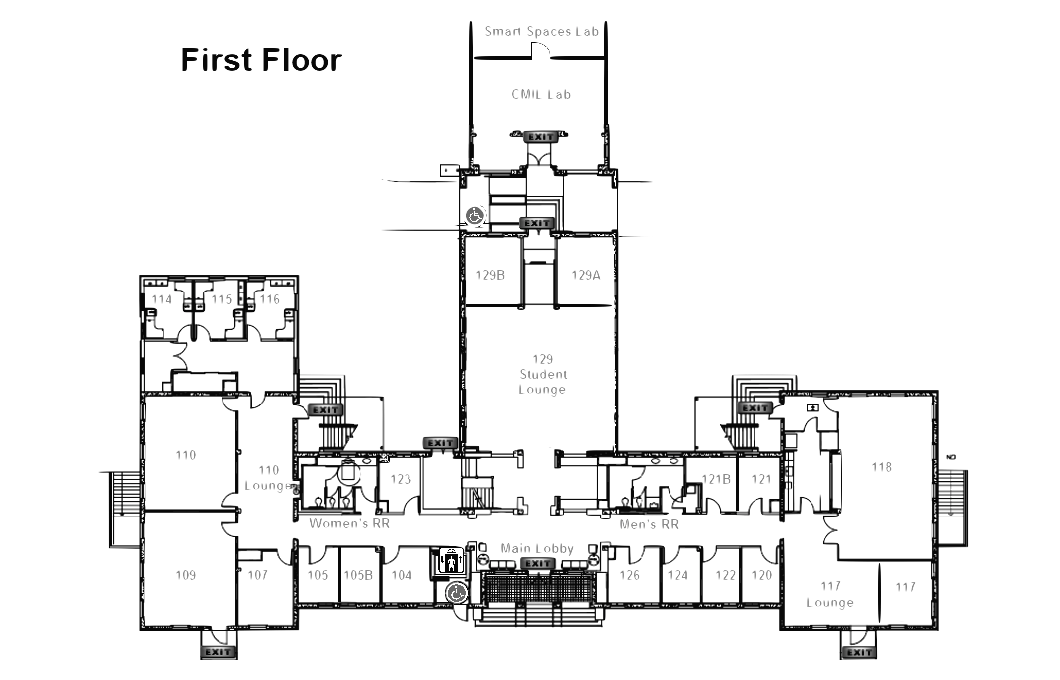 Smart Spaces Lab
First Floor
CMIL Lab
EXIT
EXIT
129B
129A
114
115
116
129
Student
Lounge
EXIT
EXIT
EXIT
110
110
Lounge
123
121B
121
118
Women's RR
Men's RR
Main Lobby
EXIT
109
107
105
105B
104
126
124
122
120
117
Lounge
117
EXIT
EXIT